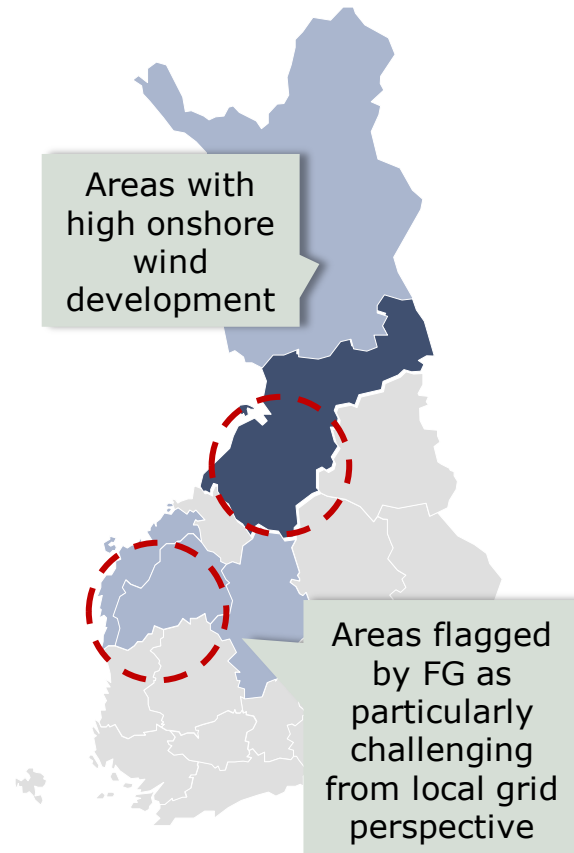 Areas with
high onshore
wind
development
Areas flagged
by FG as
particularly
challenging
from local grid
perspective